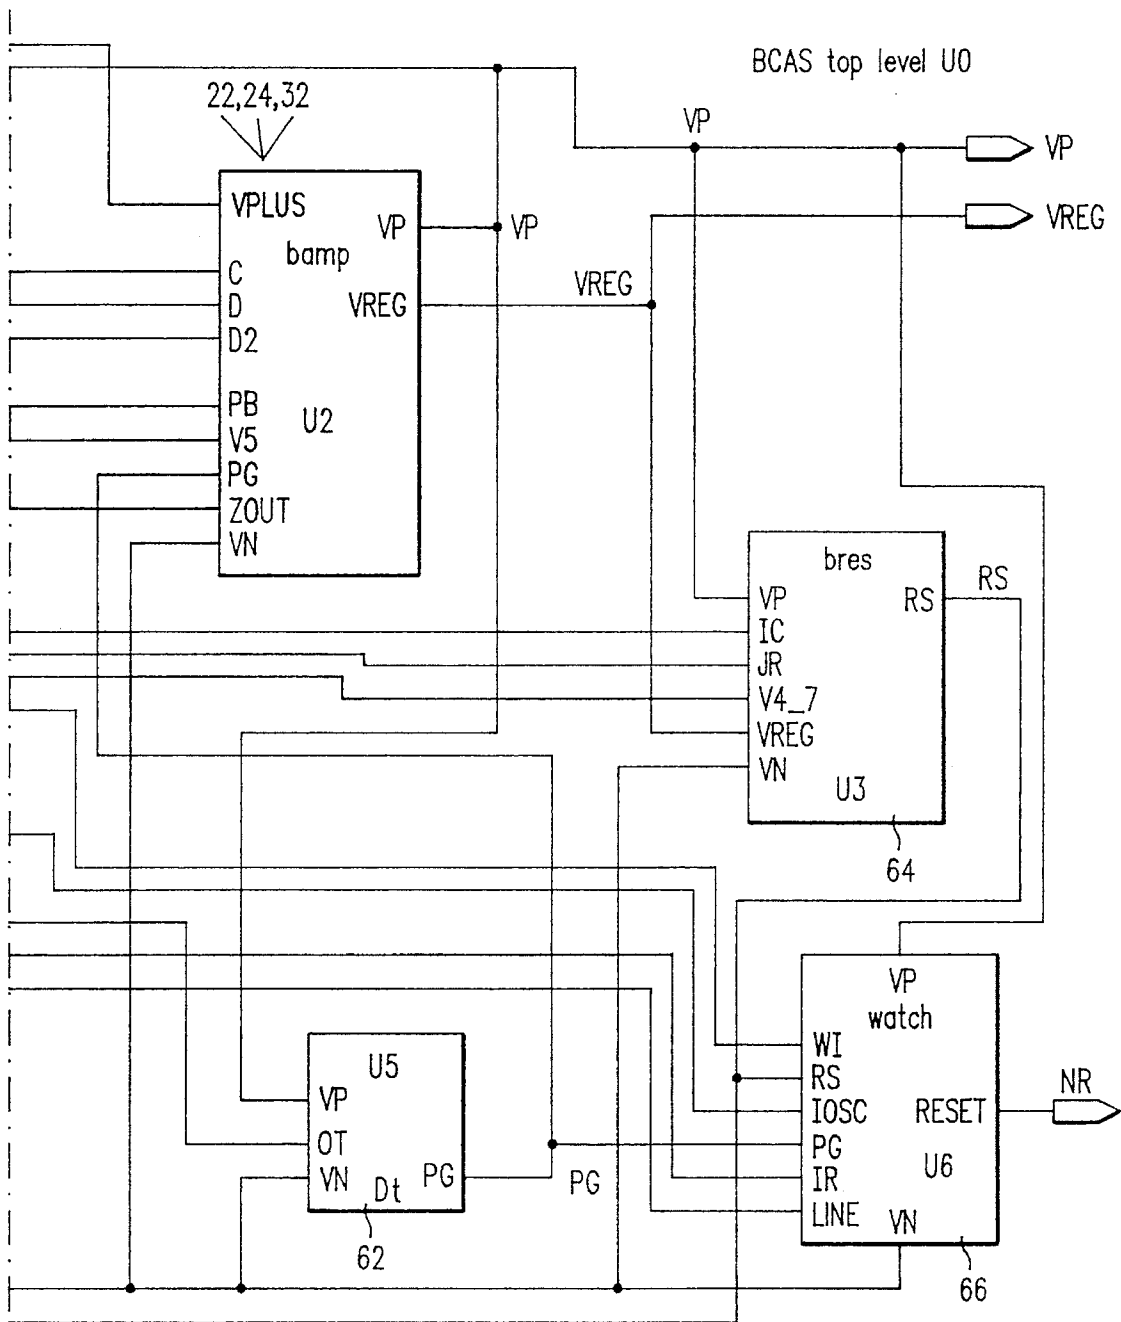 BCAS top level U0
22,24,32
VP
VP
VPLUS
VP
VP
VREG
bamp
C
VREG
D
VREG
D2
PB
U2
V5
PG
ZOUT
VN
bres
RS
VP
RS
IC
JR
V4_7
VREG
VN
U3
64
VP
watch
WI
U5
RS
NR
VP
IOSC
RESET
OT
PG
VN
PG
PG
IR
U6
Dt
LINE
VN
62
66